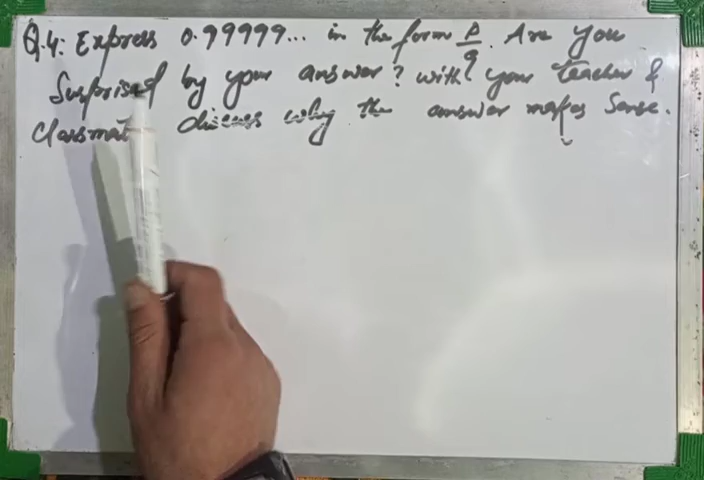 Q.4: Express 0.99999... in the form p/q. Are you
Surprised by your answer? with your teacher &
classmat discuss why the answer makes Sense.